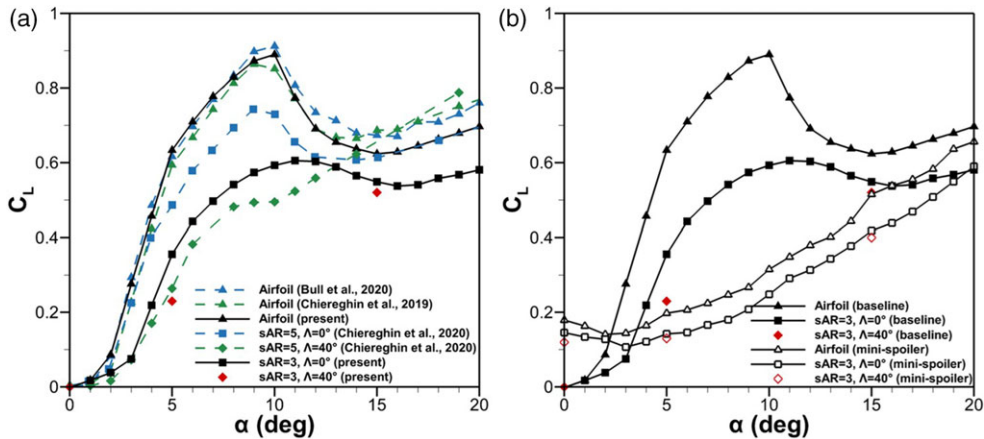 (a)
1
0.8
0.6
0.4
0.2
0
C_L
0 5 10 15 20
α (deg)
Airfoil (Bull et al., 2020)
Airfoil (Chiereghin et al., 2019)
Airfoil (present)
sAR=5, Λ=0° (Chiereghin et al., 2020)
sAR=5, Λ=40° (Chiereghin et al., 2020)
sAR=3, Λ=0° (present)
sAR=3, Λ=40° (present)
(b)
1
0.8
0.6
0.4
0.2
0
C_L
0 5 10 15 20
α (deg)
Airfoil (baseline)
sAR=3, Λ=0° (baseline)
sAR=3, Λ=40° (baseline)
Airfoil (mini-spoiler)
sAR=3, Λ=0° (mini-spoiler)
sAR=3, Λ=40° (mini-spoiler)